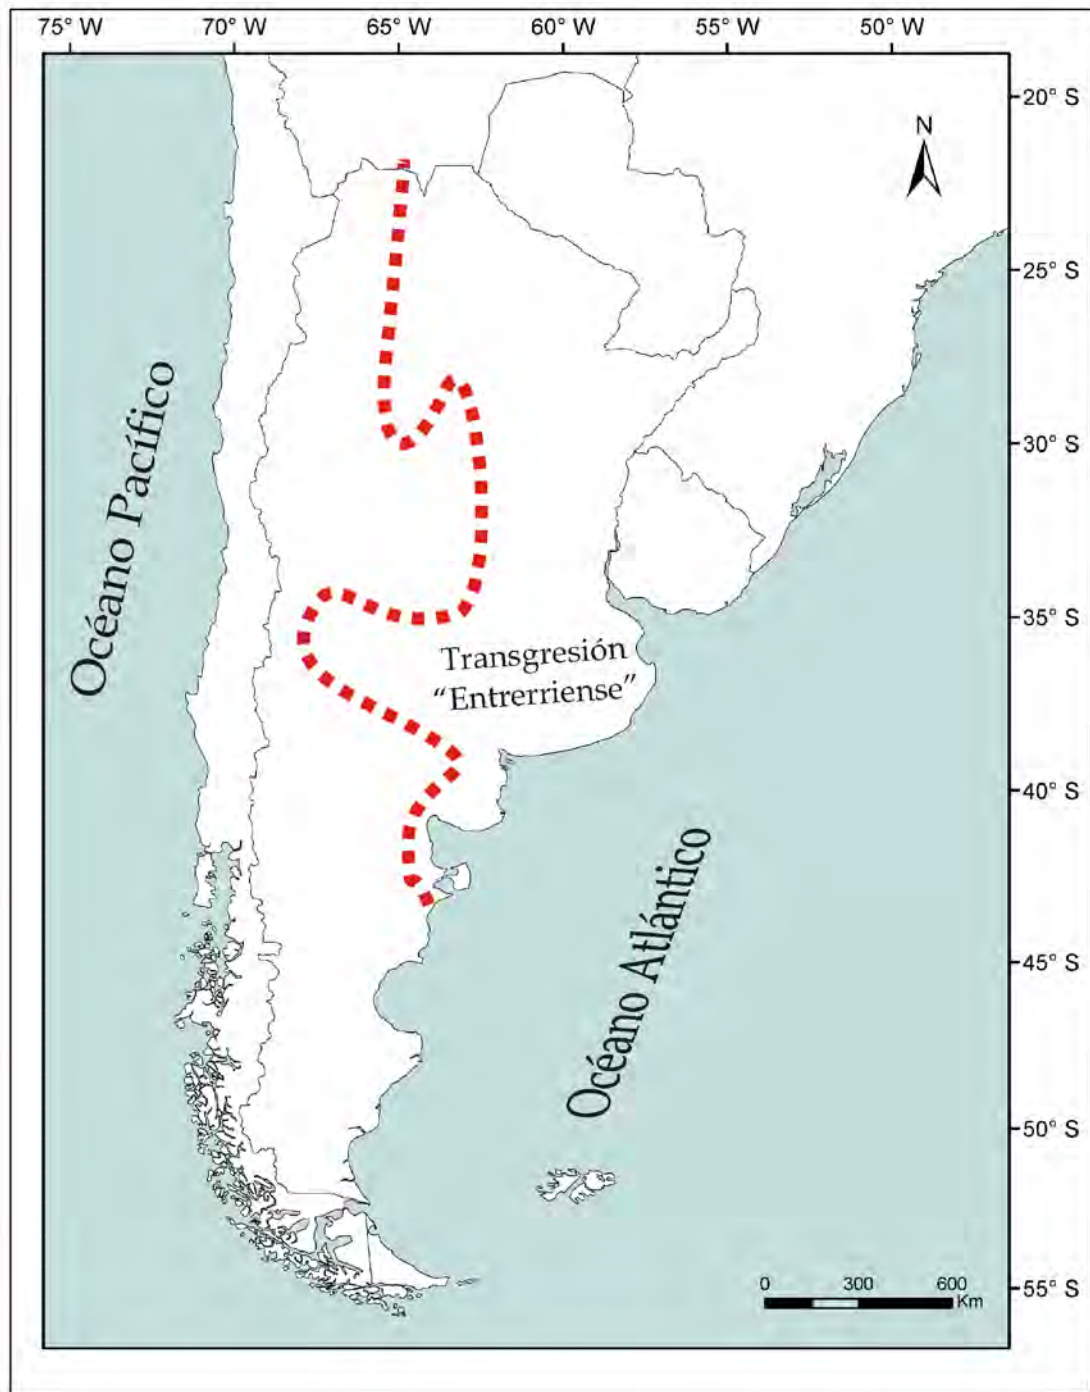 75° W 70° W 65° W 60° W 55° W 50° W
20° S
N
25° S
Océano Pacífico
30° S
35° S
Transgresión
“Entrerriense”
40° S
Océano Atlántico
45° S
50° S
0 300 600
Km
55° S